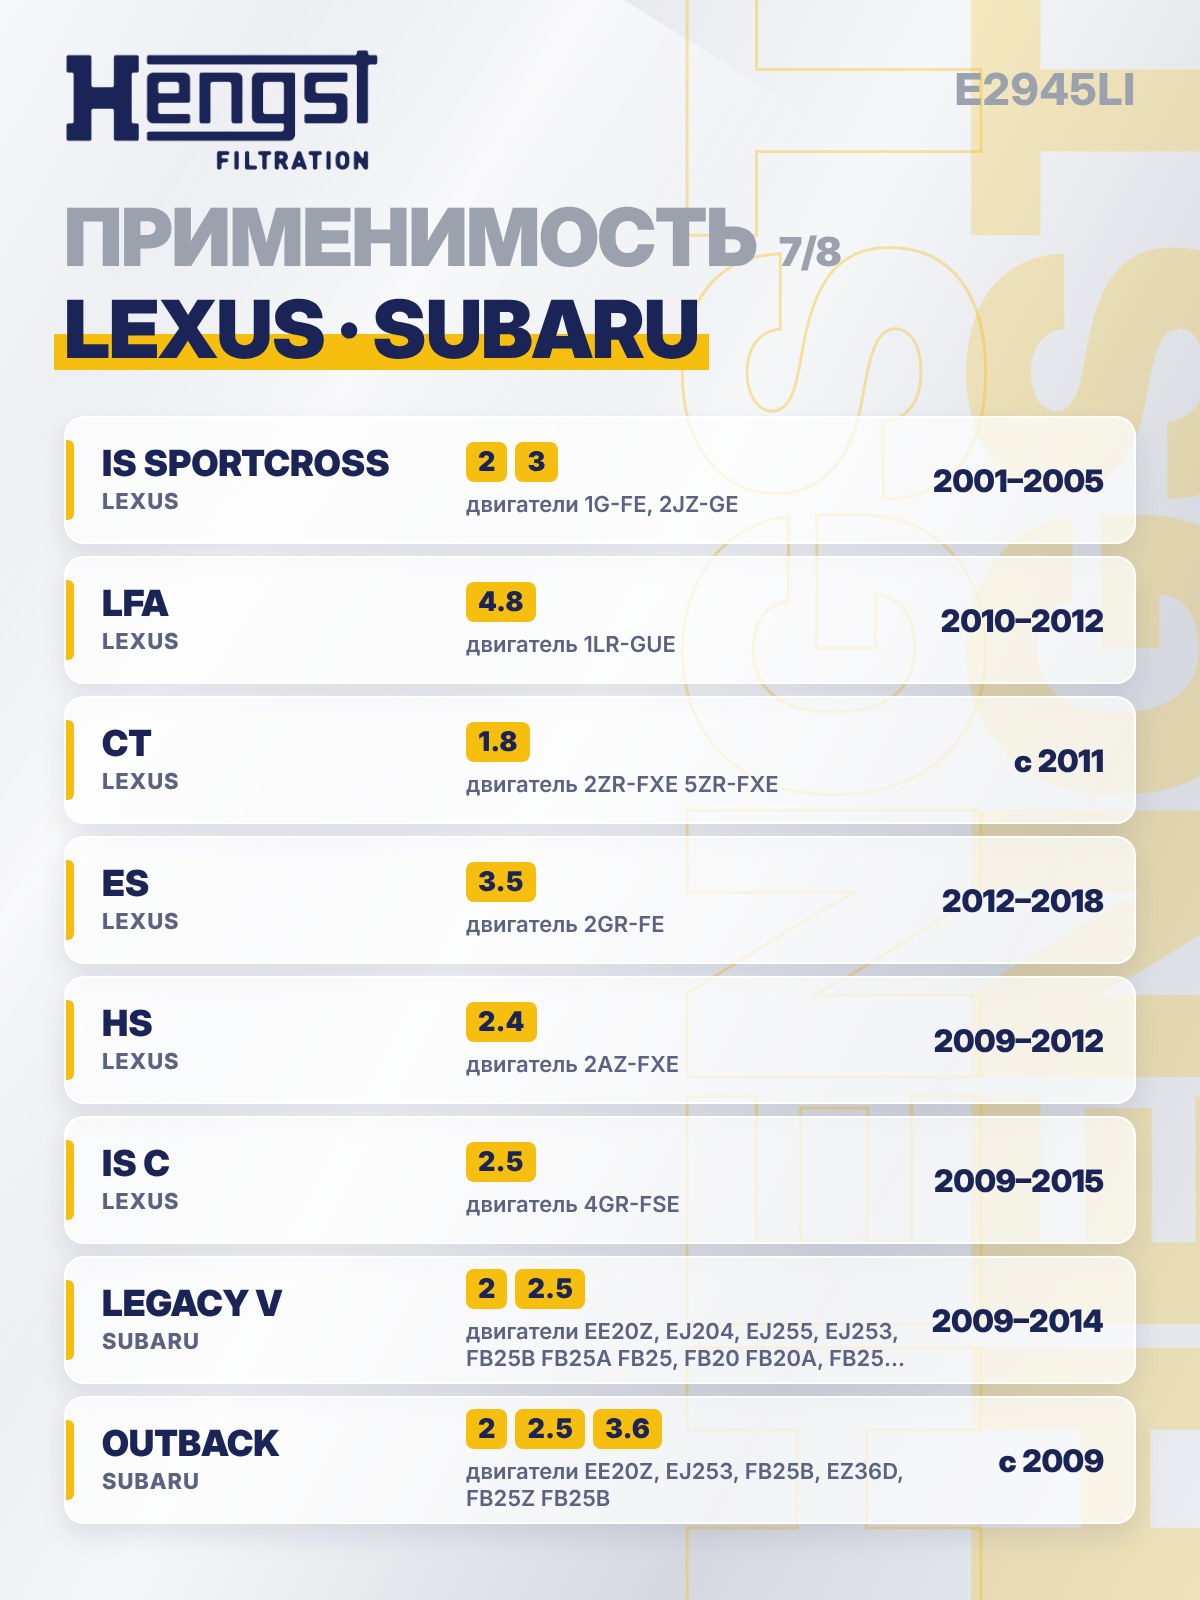 Hengst
FILTRATION
E2945LI
ПРИМЕНИМОСТЬ 7/8
LEXUS · SUBARU
IS SPORTCROSS
LEXUS
2 3
двигатели 1G-FE, 2JZ-GE
2001–2005
LFA
LEXUS
4.8
двигатель 1LR-GUE
2010–2012
CT
LEXUS
1.8
двигатель 2ZR-FXE 5ZR-FXE
с 2011
ES
LEXUS
3.5
двигатель 2GR-FE
2012–2018
HS
LEXUS
2.4
двигатель 2AZ-FXE
2009–2012
IS C
LEXUS
2.5
двигатель 4GR-FSE
2009–2015
LEGACY V
SUBARU
2 2.5
двигатели EE20Z, EJ204, EJ255, EJ253,
FB25B FB25A FB25, FB20 FB20A, FB25...
2009–2014
OUTBACK
SUBARU
2 2.5 3.6
двигатели EE20Z, EJ253, FB25B, EZ36D,
FB25Z FB25B
с 2009
HENGST
HENGST